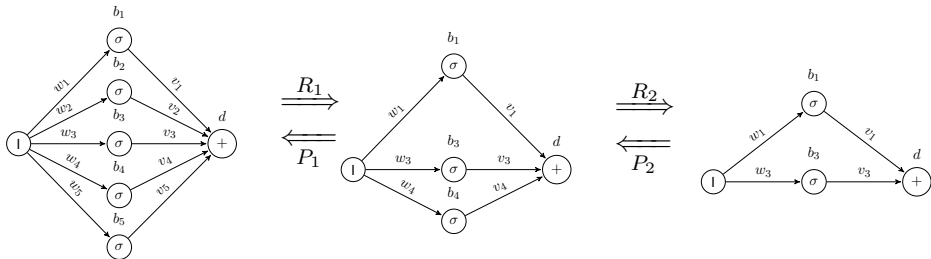 b₁
σ
b₂
w₁ v₁
σ
w₂ v₂ d
b₃
I w₃ σ v₃ +
b₄
w₄ v₄
σ
w₅ v₅
b₅
σ
R₁
P₁
b₁
σ
w₁ v₁
b₃ d
I w₃ σ v₃ +
b₄
w₄ v₄
σ
R₂
P₂
b₁
σ
w₁ v₁
b₃ d
I w₃ σ v₃ +